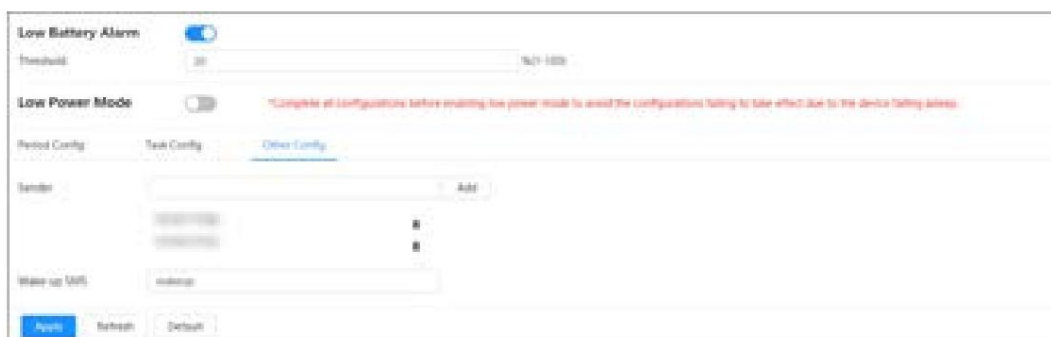 Low Battery Alarm
Threshold 20 %(1-100)
Low Power Mode *Complete all configurations before enabling low power mode to avoid the configurations failing to take effect due to the device falling asleep.
Period Config Task Config Other Config
Sender Add
Wake up SMS wakeup
Apply Refresh Default